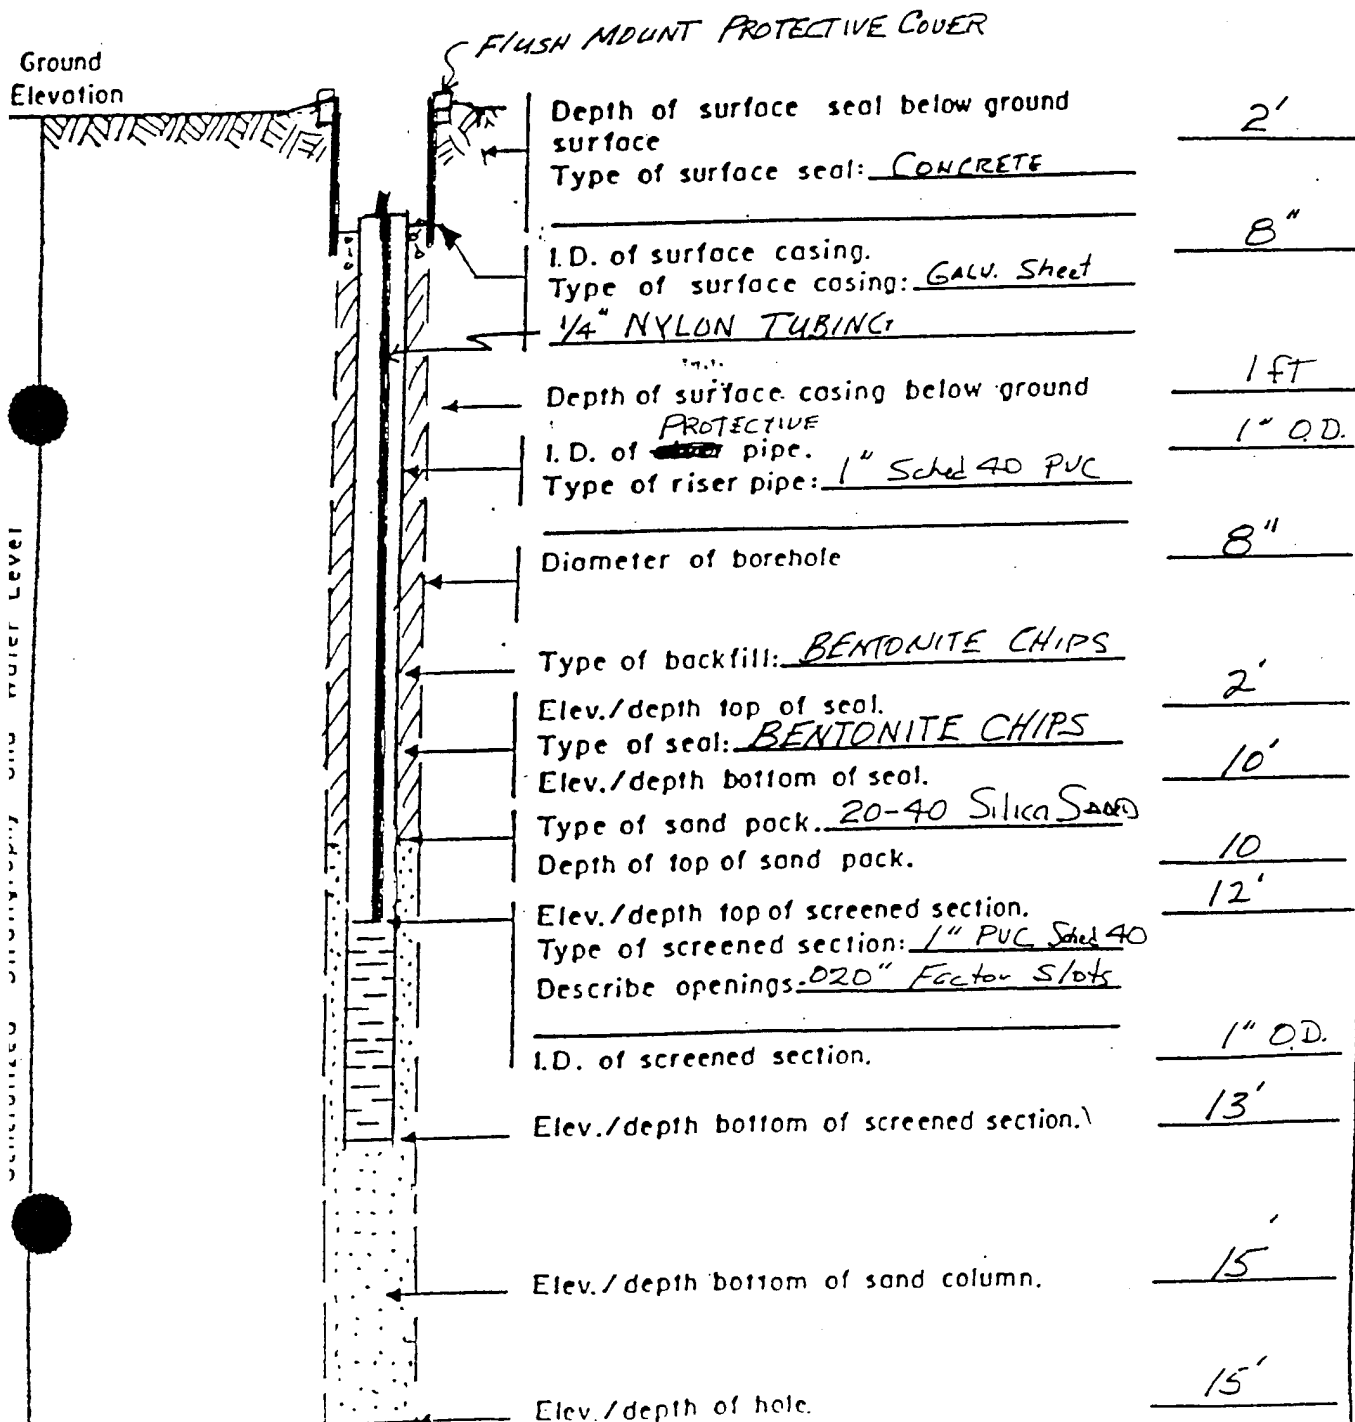 FLUSH MOUNT PROTECTIVE COVER
Ground
Elevation
Depth of surface seal below ground
surface
2'
Type of surface seal: CONCRETE
I.D. of surface casing. 8"
Type of surface casing: GALV. Sheet
1/4" NYLON TUBING
Depth of surface casing below ground 1 fT
PROTECTIVE
I.D. of pipe. 1" O.D.
Type of riser pipe: 1" Sched 40 PVC
Diameter of borehole 8"
Type of backfill: BENTONITE CHIPS
Elev./depth top of seal. 2'
Type of seal: BENTONITE CHIPS
Elev./depth bottom of seal. 10'
Type of sand pack. 20-40 Silica SAND
Depth of top of sand pack. 10
Elev./depth top of screened section. 12'
Type of screened section: 1" PVC Sched 40
Describe openings .020" Factor Slots
I.D. of screened section. 1" O.D.
Elev./depth bottom of screened section. 13'
Elev./depth bottom of sand column. 15'
Elev./depth of hole. 15'
and Water Level